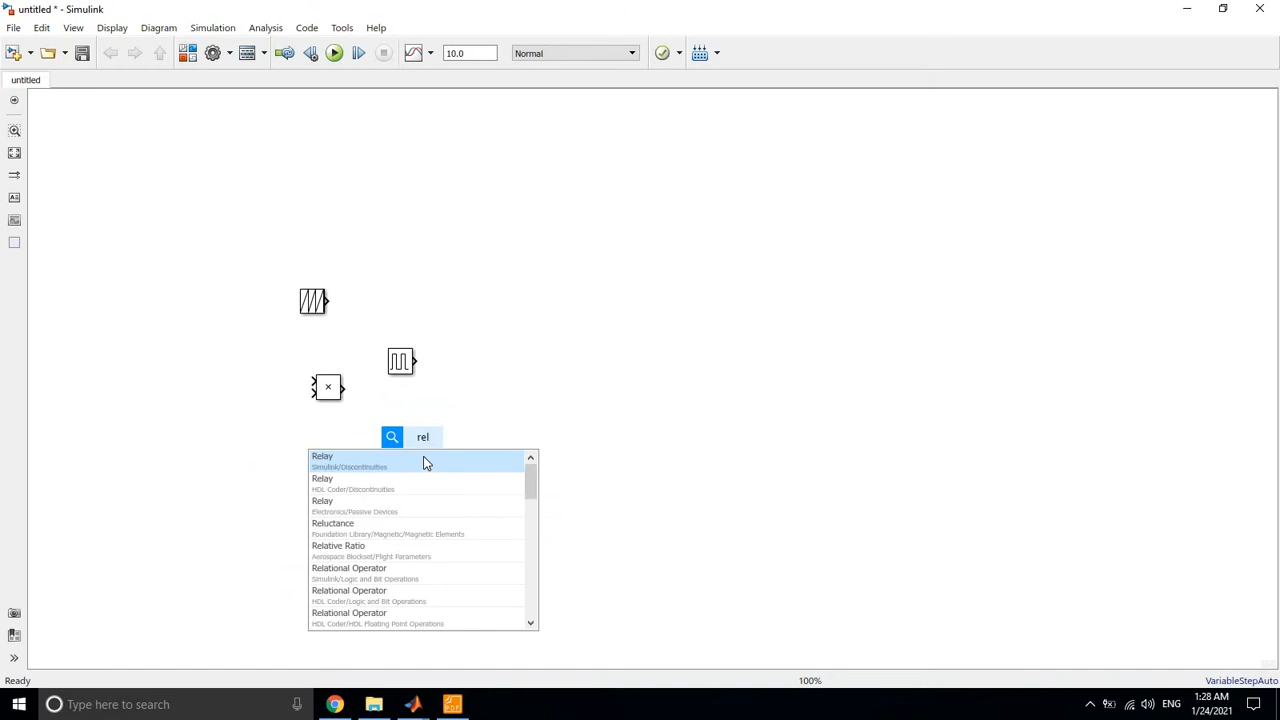 untitled * - Simulink
File Edit View Display Diagram Simulation Analysis Code Tools Help
10.0 Normal
untitled
×
rel
Relay
Simulink/Discontinuities
Relay
HDL Coder/Discontinuities
Relay
Electronics/Passive Devices
Reluctance
Foundation Library/Magnetic/Magnetic Elements
Relative Ratio
Aerospace Blockset/Flight Parameters
Relational Operator
Simulink/Logic and Bit Operations
Relational Operator
HDL Coder/Logic and Bit Operations
Relational Operator
HDL Coder/HDL Floating Point Operations
Ready 100% VariableStepAuto
Type here to search
ENG
1:28 AM
1/24/2021